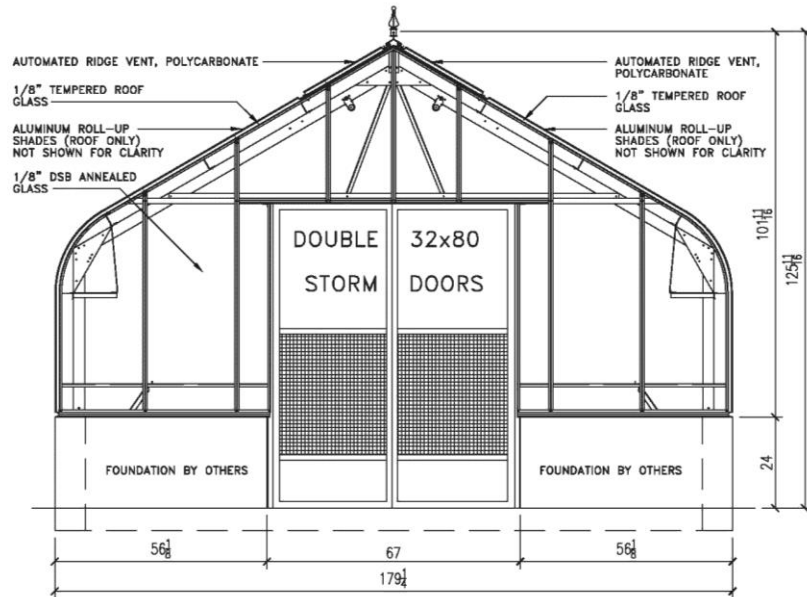 AUTOMATED RIDGE VENT, POLYCARBONATE
1/8" TEMPERED ROOF
GLASS
ALUMINUM ROLL-UP
SHADES (ROOF ONLY)
NOT SHOWN FOR CLARITY
1/8" DSB ANNEALED
GLASS
AUTOMATED RIDGE VENT,
POLYCARBONATE
1/8" TEMPERED ROOF
GLASS
ALUMINUM ROLL-UP
SHADES (ROOF ONLY)
NOT SHOWN FOR CLARITY
DOUBLE 32x80
STORM DOORS
101 11/16
125 11/16
24
FOUNDATION BY OTHERS
FOUNDATION BY OTHERS
56 1/8
67
56 1/8
179 1/4